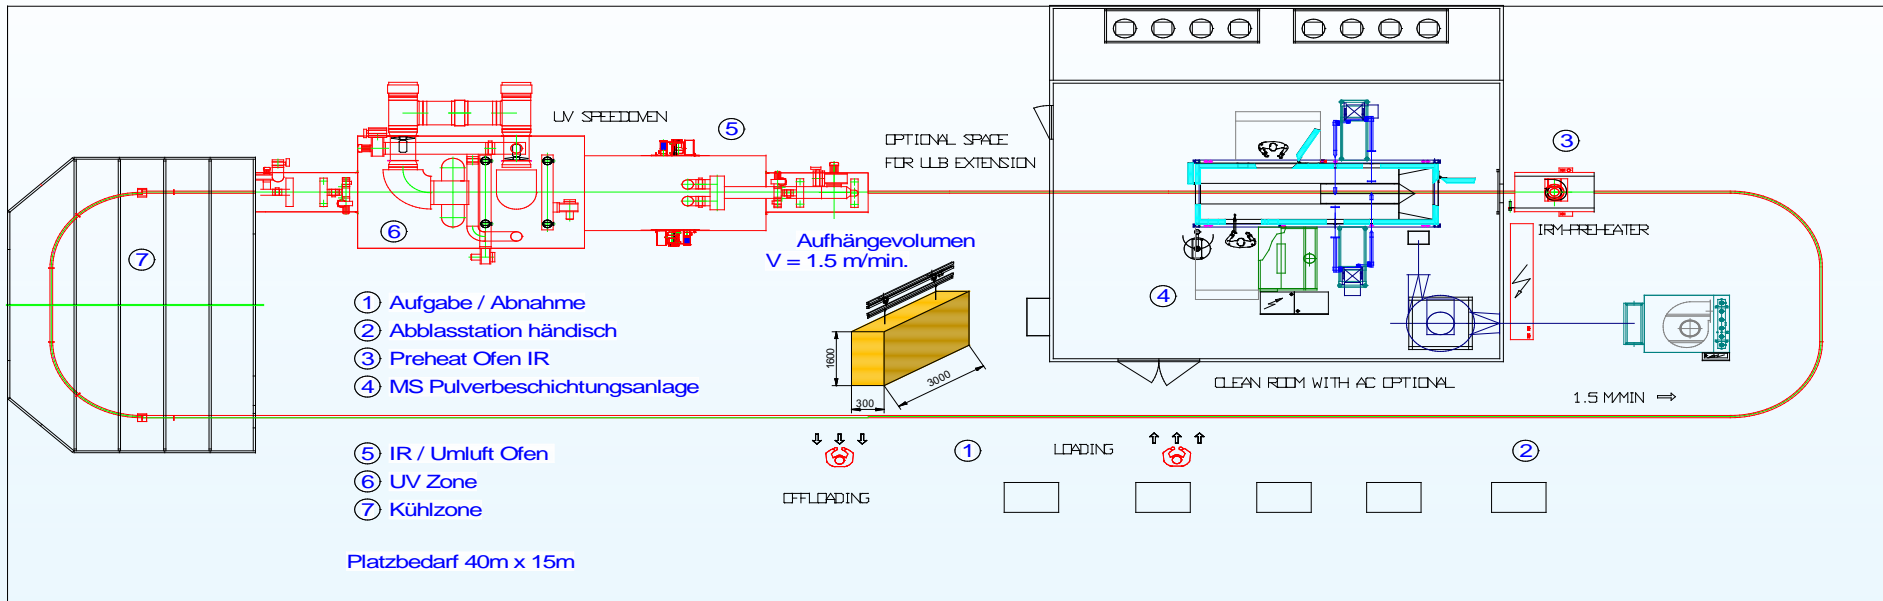 UV SPEEDOVEN
5
OPTIONAL SPACE
FOR ULB EXTENSION
3
6
IRM-PREHEATER
Aufhängevolumen
V = 1.5 m/min.
7
4
1 Aufgabe / Abnahme
2 Abblasstation händisch
3 Preheat Ofen IR
4 MS Pulverbeschichtungsanlage
1600
3000
300
CLEAN ROOM WITH AC OPTIONAL
1.5 M/MIN
5 IR / Umluft Ofen
6 UV Zone
7 Kühlzone
1
LOADING
2
OFFLOADING
Platzbedarf 40m x 15m